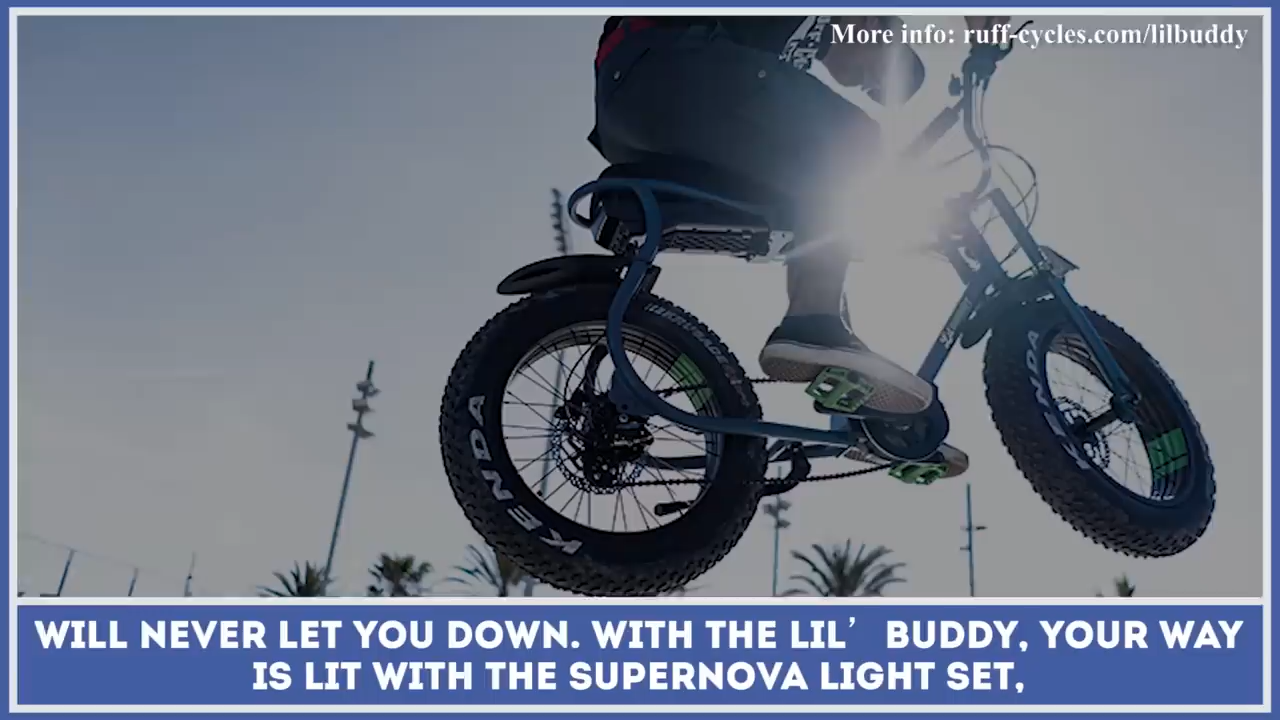 More info: ruff-cycles.com/lilbuddy
KENDA
KENDA
WILL NEVER LET YOU DOWN. WITH THE LIL’ BUDDY, YOUR WAY
IS LIT WITH THE SUPERNOVA LIGHT SET,